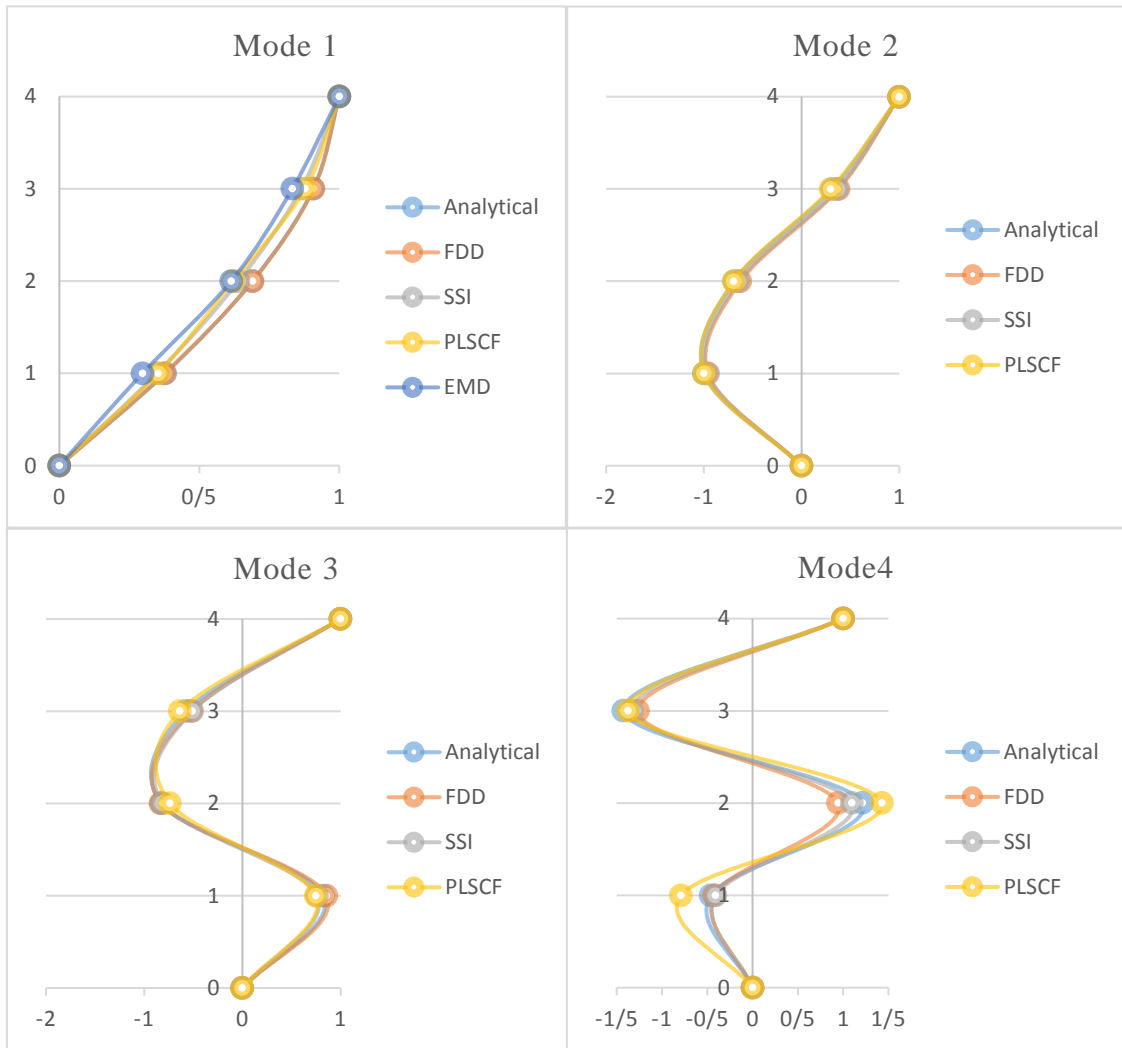 Mode 1
4
3
2
1
0
0 0/5 1
Analytical
FDD
SSI
PLSCF
EMD
Mode 2
4
3
2
1
0
-2 -1 0 1
Analytical
FDD
SSI
PLSCF
Mode 3
4
3
2
1
0
-2 -1 0 1
Analytical
FDD
SSI
PLSCF
Mode4
4
3
2
1
0
-1/5 -1 -0/5 0 0/5 1 1/5
Analytical
FDD
SSI
PLSCF